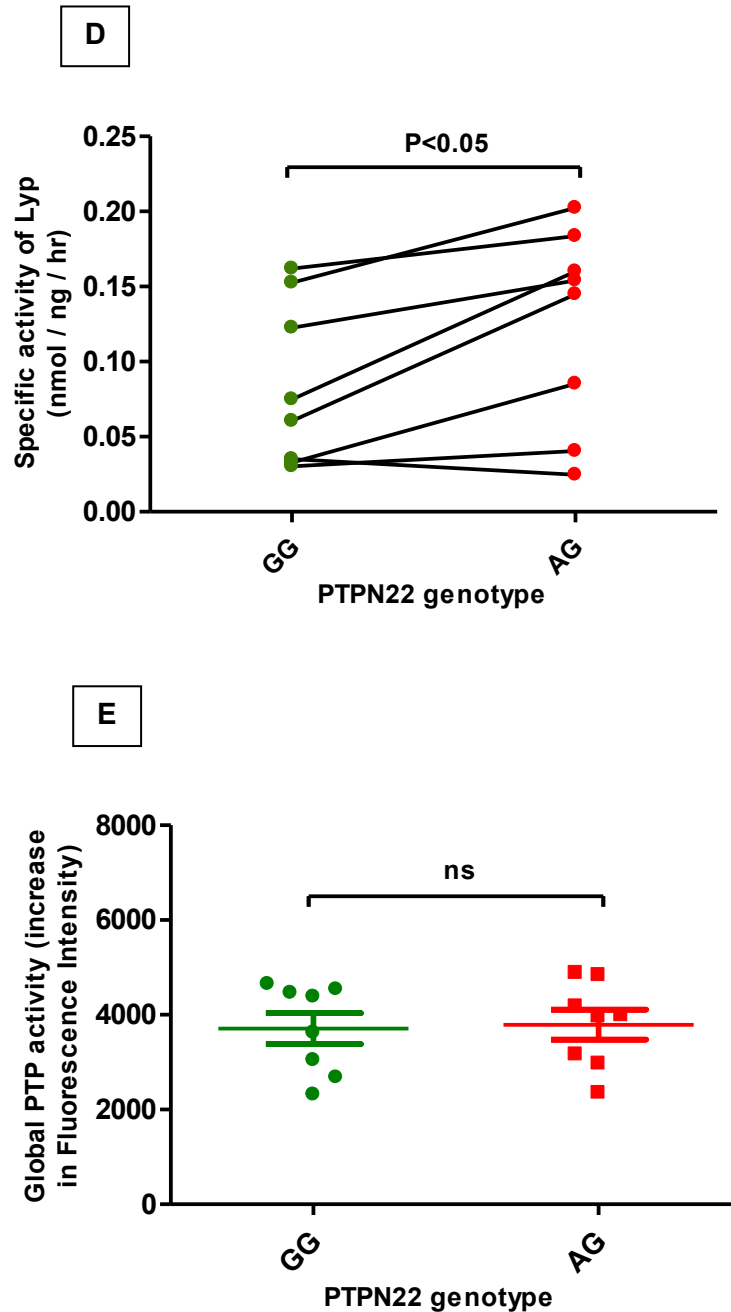 D
P<0.05
Specific activity of Lyp
(nmol / ng / hr)
0.25
0.20
0.15
0.10
0.05
0.00
GG
AG
PTPN22 genotype
E
ns
Global PTP activity (increase
in Fluorescence Intensity)
8000
6000
4000
2000
0
GG
AG
PTPN22 genotype